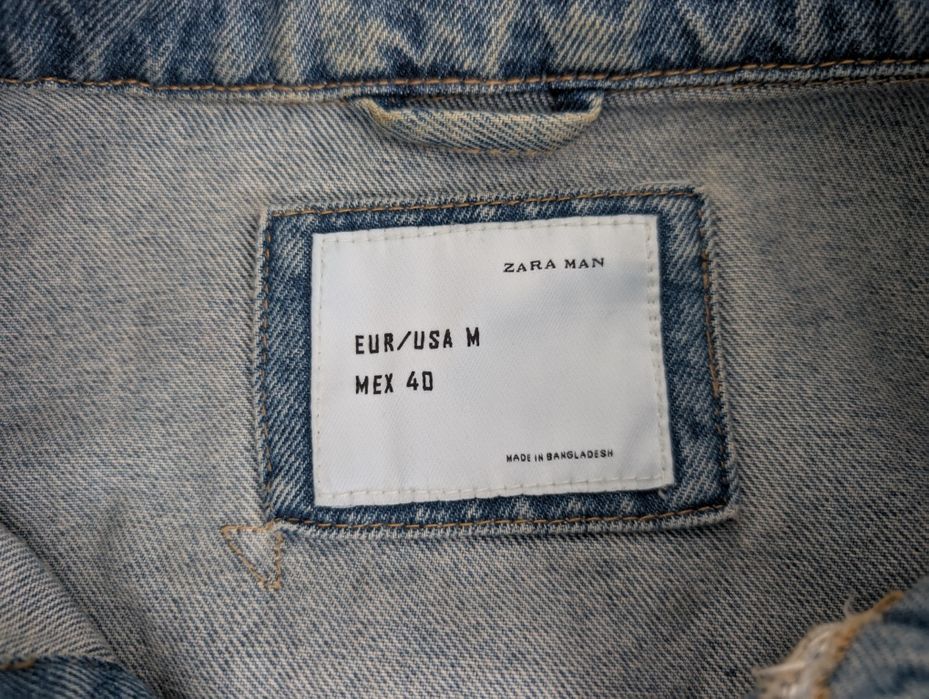 ZARA MAN
EUR/USA M
MEX 40
MADE IN BANGLADESH